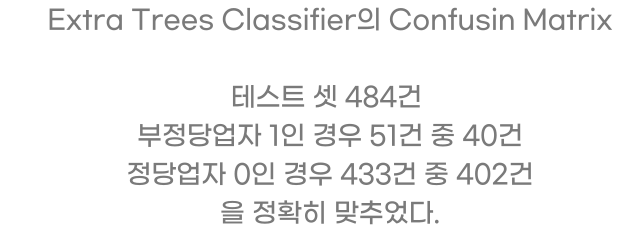 Extra Trees Classifier의 Confusin Matrix
테스트 셋 484건
부정당업자 1인 경우 51건 중 40건
정당업자 0인 경우 433건 중 402건
을 정확히 맞추었다.